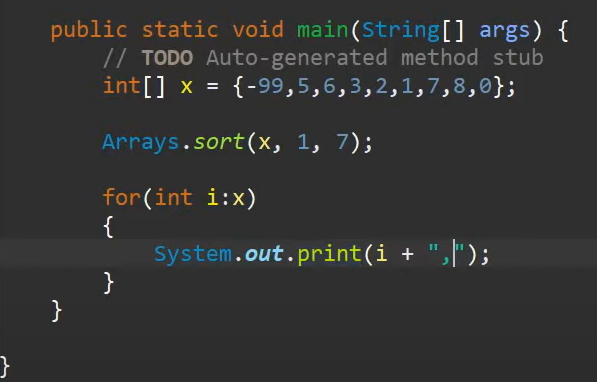 public static void main(String[] args) {
// TODO Auto-generated method stub
int[] x = {-99,5,6,3,2,1,7,8,0};
Arrays.sort(x, 1, 7);
for(int i:x)
{
System.out.print(i + ",");
}
}
}